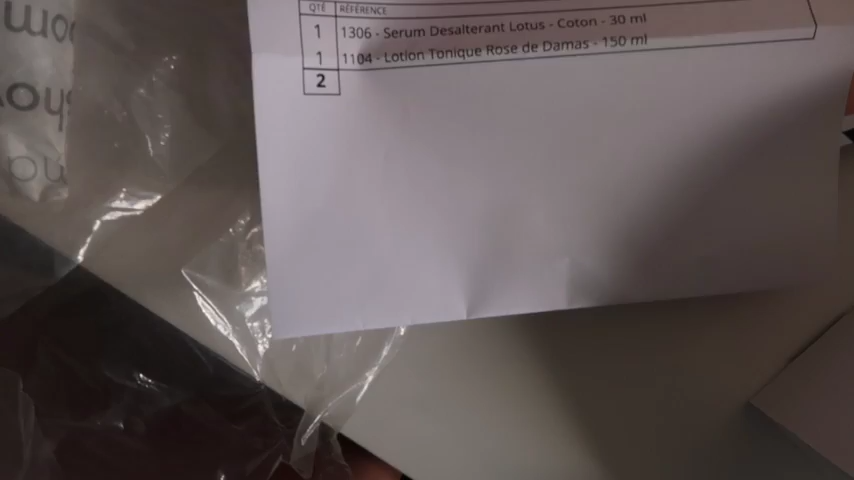 QTÉ RÉFÉRENCE
1 1306 - Serum Desalterant Lotus - Coton - 30 ml
1 1104 - Lotion Tonique Rose de Damas - 150 ml
2